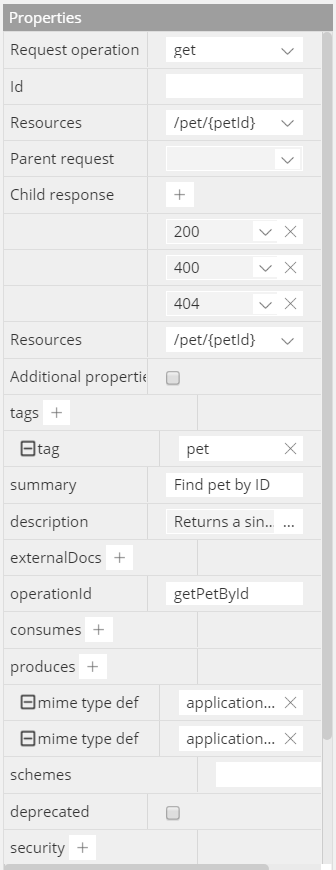 Properties
Request operation get
Id
Resources /pet/{petId}
Parent request
Child response +
200
400
404
Resources /pet/{petId}
Additional propertie
tags +
tag pet
summary Find pet by ID
description Returns a sin... ...
externalDocs +
operationId getPetById
consumes +
produces +
mime type def application...
mime type def application...
schemes
deprecated
security +